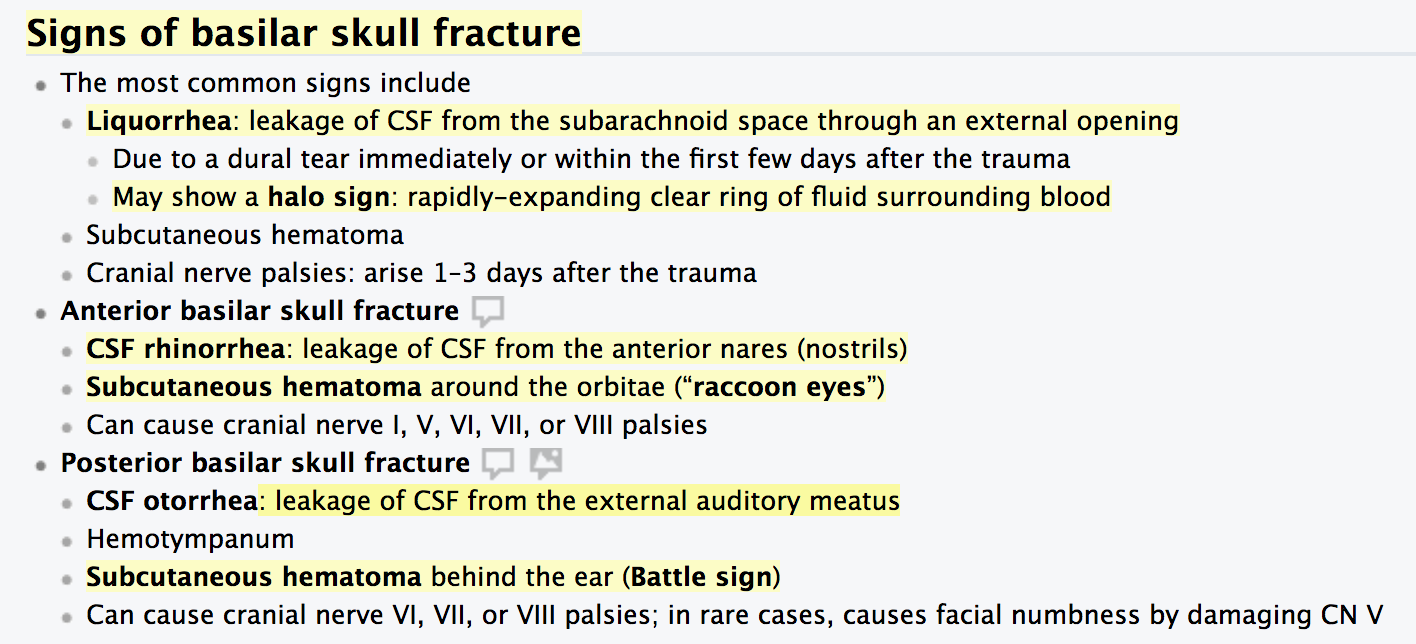 Signs of basilar skull fracture
The most common signs include
Liquorrhea: leakage of CSF from the subarachnoid space through an external opening
Due to a dural tear immediately or within the first few days after the trauma
May show a halo sign: rapidly-expanding clear ring of fluid surrounding blood
Subcutaneous hematoma
Cranial nerve palsies: arise 1-3 days after the trauma
Anterior basilar skull fracture
CSF rhinorrhea: leakage of CSF from the anterior nares (nostrils)
Subcutaneous hematoma around the orbitae (“raccoon eyes”)
Can cause cranial nerve I, V, VI, VII, or VIII palsies
Posterior basilar skull fracture
CSF otorrhea: leakage of CSF from the external auditory meatus
Hemotympanum
Subcutaneous hematoma behind the ear (Battle sign)
Can cause cranial nerve VI, VII, or VIII palsies; in rare cases, causes facial numbness by damaging CN V